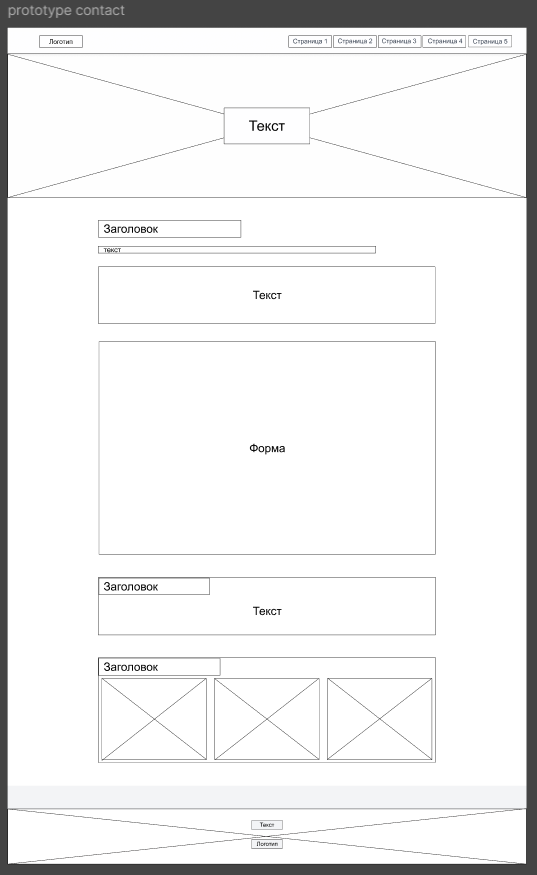 prototype contact
Логотип
Страница 1 Страница 2 Страница 3 Страница 4 Страница 5
Текст
Заголовок
текст
Текст
Форма
Заголовок
Текст
Заголовок
Текст
Логотип